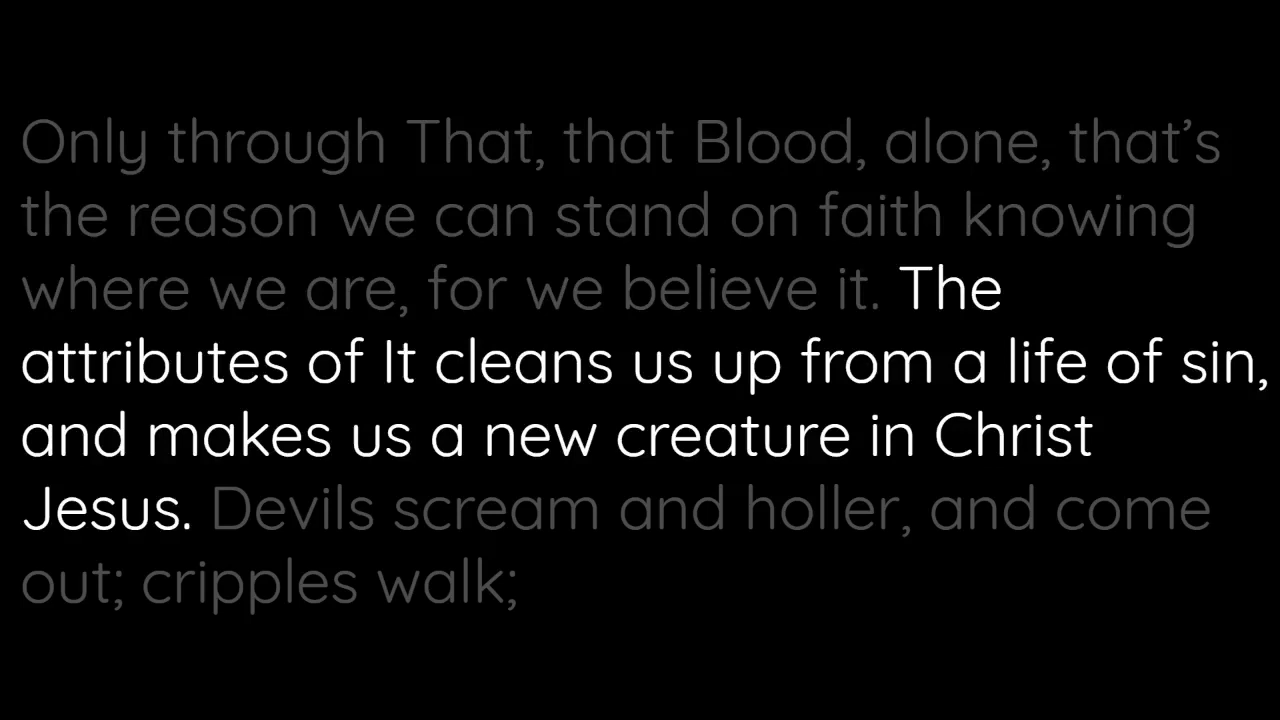 Only through That, that Blood, alone, that’s
the reason we can stand on faith knowing
where we are, for we believe it. The
attributes of It cleans us up from a life of sin,
and makes us a new creature in Christ
Jesus. Devils scream and holler, and come
out; cripples walk;